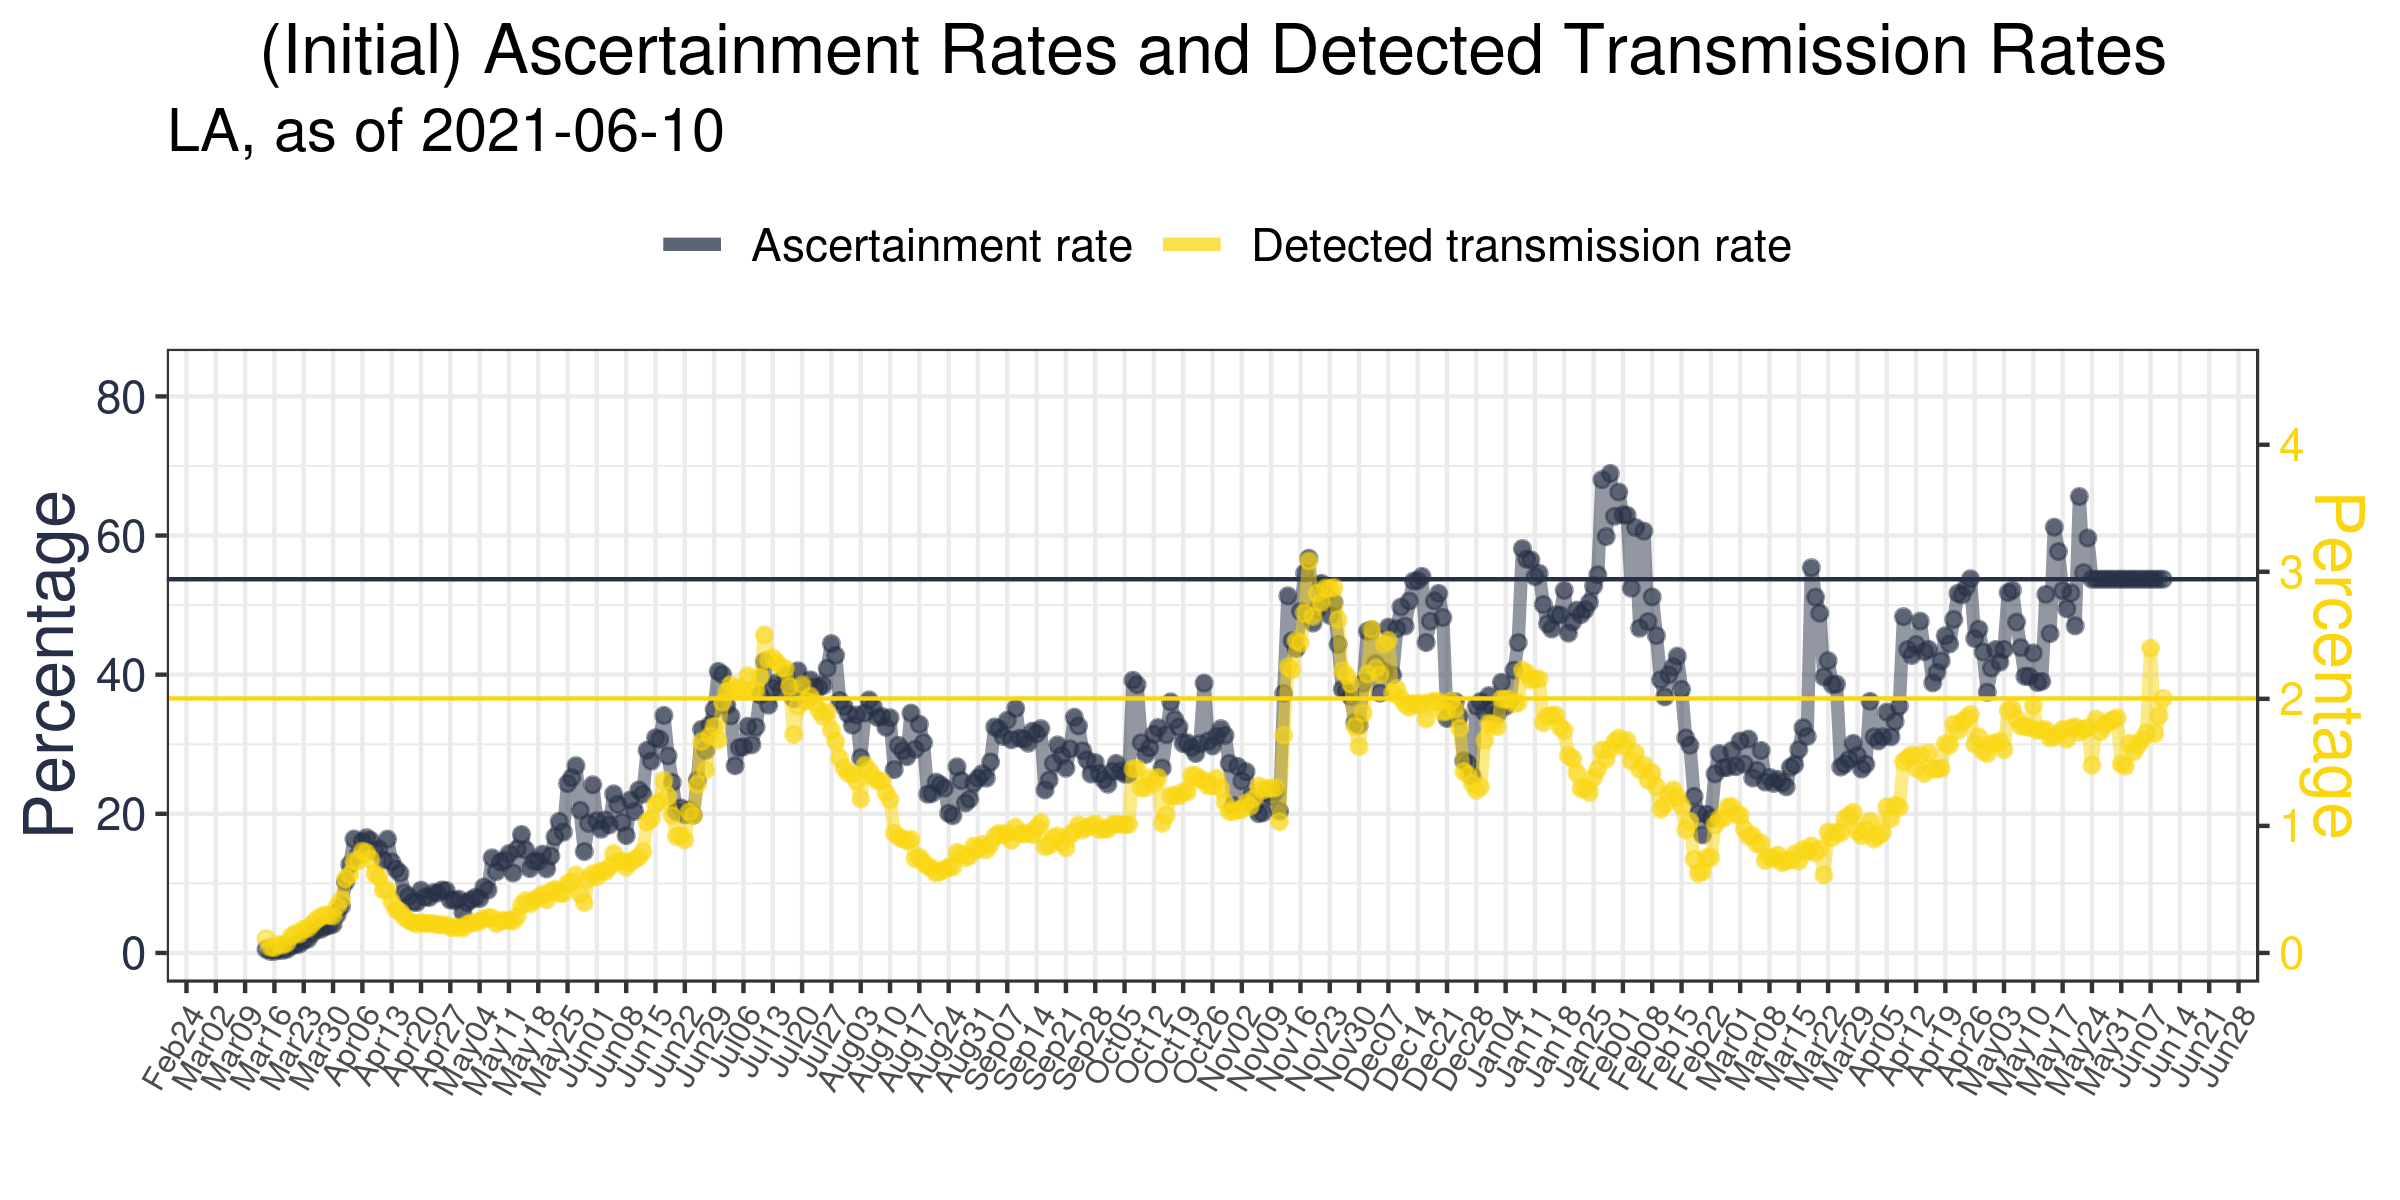 (Initial) Ascertainment Rates and Detected Transmission Rates
LA, as of 2021-06-10
Ascertainment rate
Detected transmission rate
Percentage
80
60
40
20
0
Percentage
4
3
2
1
0
Feb24
Mar02
Mar09
Mar16
Mar23
Mar30
Apr06
Apr13
Apr20
Apr27
May04
May11
May18
May25
Jun01
Jun08
Jun15
Jun22
Jun29
Jul06
Jul13
Jul20
Jul27
Aug03
Aug10
Aug17
Aug24
Aug31
Sep07
Sep14
Sep21
Sep28
Oct05
Oct12
Oct19
Oct26
Nov02
Nov09
Nov16
Nov23
Nov30
Dec07
Dec14
Dec21
Dec28
Jan04
Jan11
Jan18
Jan25
Feb01
Feb08
Feb15
Feb22
Mar01
Mar08
Mar15
Mar22
Mar29
Apr05
Apr12
Apr19
Apr26
May03
May10
May17
May24
May31
Jun07
Jun14
Jun21
Jun28